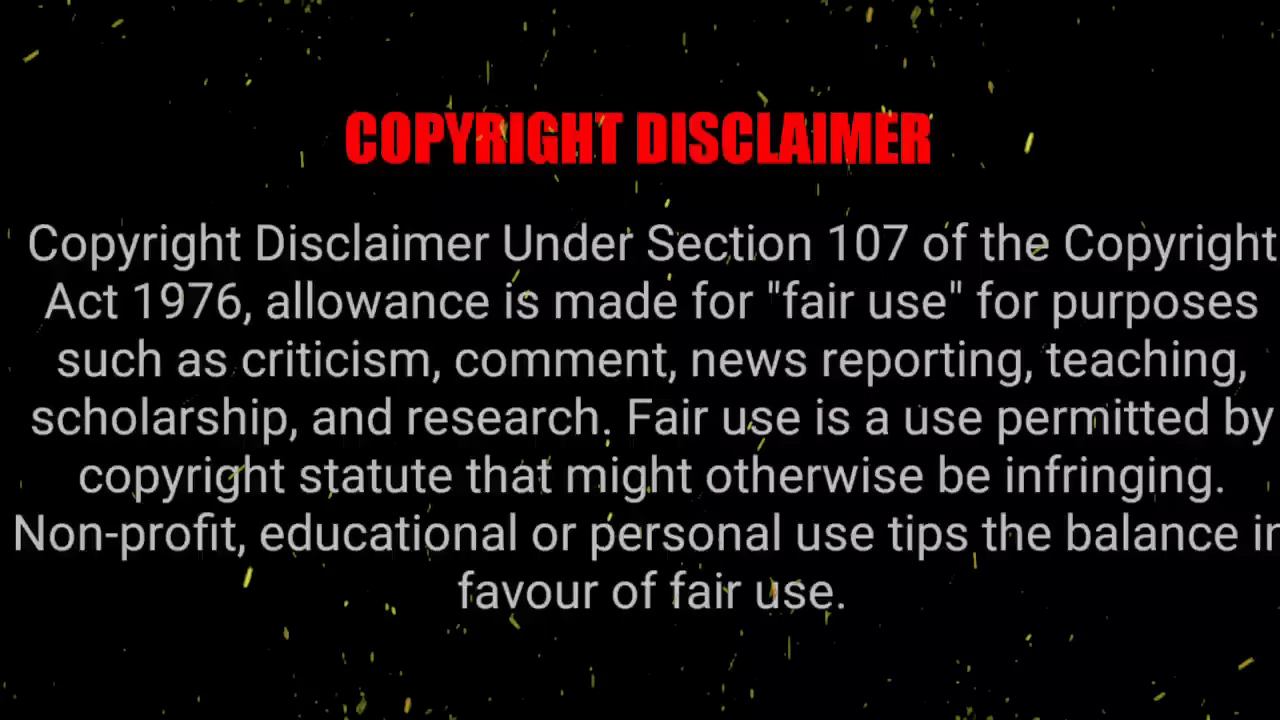 COPYRIGHT DISCLAIMER
Copyright Disclaimer Under Section 107 of the Copyright
Act 1976, allowance is made for "fair use" for purposes
such as criticism, comment, news reporting, teaching,
scholarship, and research. Fair use is a use permitted by
copyright statute that might otherwise be infringing.
Non-profit, educational or personal use tips the balance in
favour of fair use.